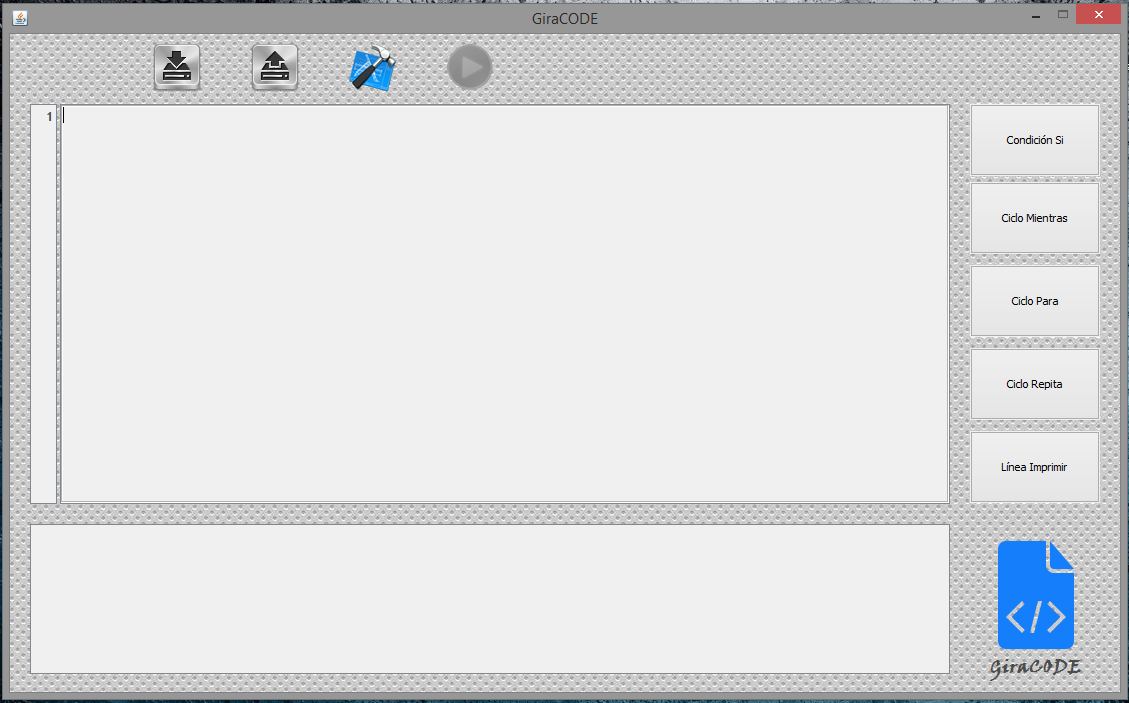 GiraCODE
1
Condición Si
Ciclo Mientras
Ciclo Para
Ciclo Repita
Línea Imprimir
</>
GiraCODE